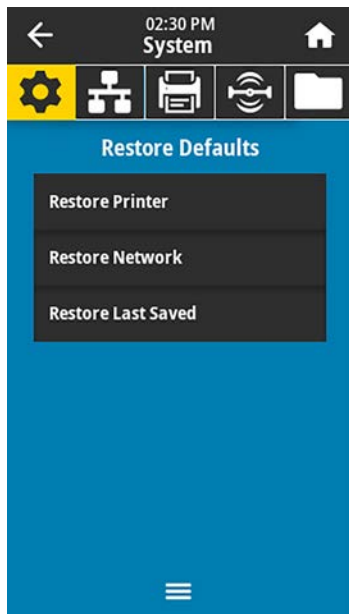 02:30 PM
System
Restore Defaults
Restore Printer
Restore Network
Restore Last Saved